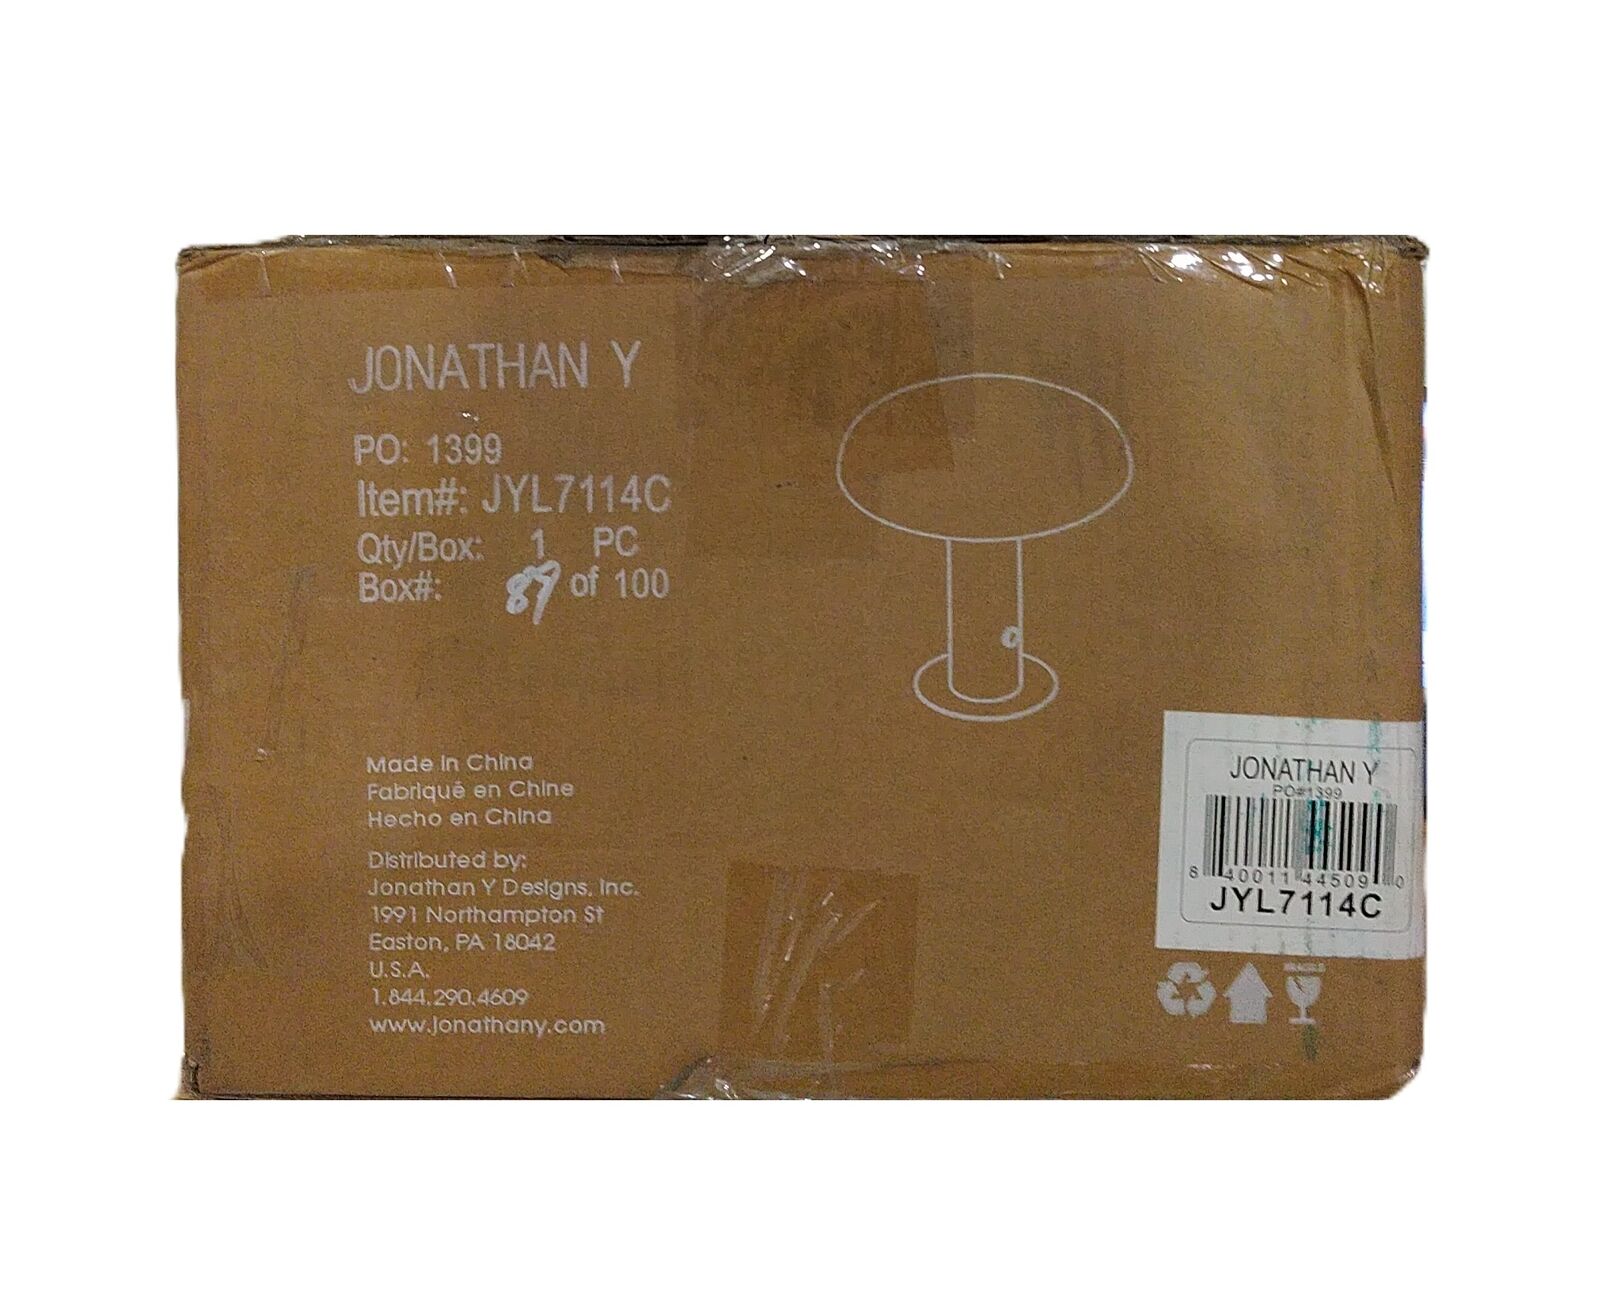 JONATHAN Y
PO: 1399
Item#: JYL7114C
Qty/Box: 1 PC
Box#: 89 of 100
Made in China
Fabriqué en Chine
Hecho en China
Distributed by:
Jonathan Y Designs, Inc.
1991 Northampton St
Easton, PA 18042
U.S.A.
1.844.290.4609
www.jonathany.com
JONATHAN Y
PO#1399
8 40011 44509 0
JYL7114C
FRAGILE